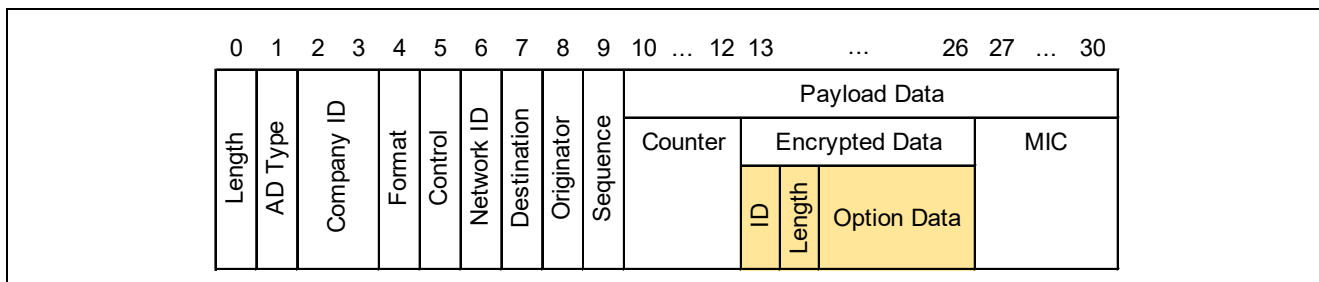 0 1 2 3 4 5 6 7 8 9 10 … 12 13 … 26 27 … 30
Length
AD Type
Company ID
Format
Control
Network ID
Destination
Originator
Sequence
Payload Data
Counter
Encrypted Data
MIC
ID
Length
Option Data